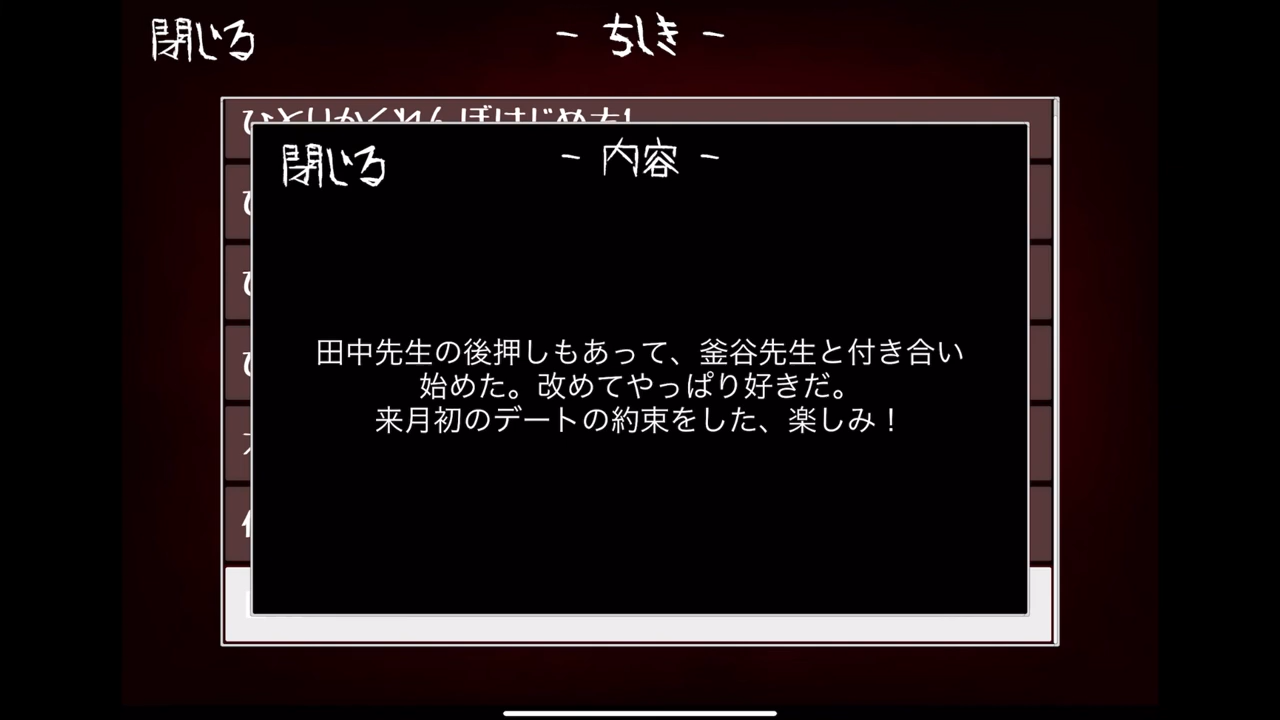 閉じる
- ちしき -
閉じる
- 内容 -
田中先生の後押しもあって、釜谷先生と付き合い
始めた。改めてやっぱり好きだ。
来月初のデートの約束をした、楽しみ！